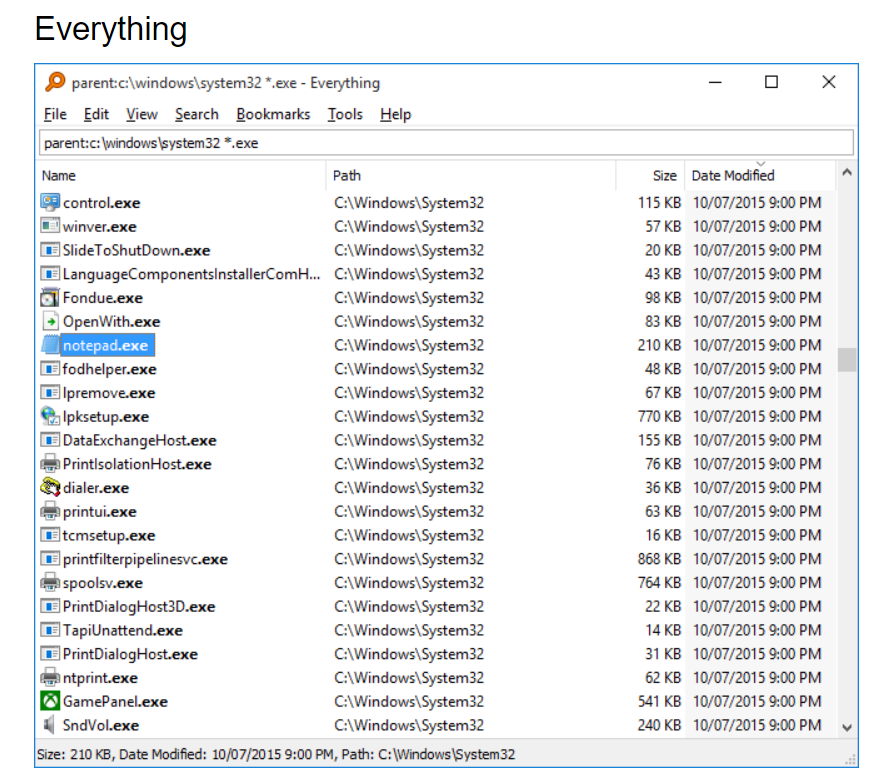 Everything
parent:c:\windows\system32 *.exe - Everything
File Edit View Search Bookmarks Tools Help
parent:c:\windows\system32 *.exe
Name Path Size Date Modified
control.exe C:\Windows\System32 115 KB 10/07/2015 9:00 PM
winver.exe C:\Windows\System32 57 KB 10/07/2015 9:00 PM
SlideToShutDown.exe C:\Windows\System32 20 KB 10/07/2015 9:00 PM
LanguageComponentsInstallerComH... C:\Windows\System32 43 KB 10/07/2015 9:00 PM
Fondue.exe C:\Windows\System32 98 KB 10/07/2015 9:00 PM
OpenWith.exe C:\Windows\System32 83 KB 10/07/2015 9:00 PM
notepad.exe C:\Windows\System32 210 KB 10/07/2015 9:00 PM
fodhelper.exe C:\Windows\System32 48 KB 10/07/2015 9:00 PM
lpremove.exe C:\Windows\System32 67 KB 10/07/2015 9:00 PM
lpksetup.exe C:\Windows\System32 770 KB 10/07/2015 9:00 PM
DataExchangeHost.exe C:\Windows\System32 155 KB 10/07/2015 9:00 PM
PrintIsolationHost.exe C:\Windows\System32 76 KB 10/07/2015 9:00 PM
dialer.exe C:\Windows\System32 36 KB 10/07/2015 9:00 PM
printui.exe C:\Windows\System32 63 KB 10/07/2015 9:00 PM
tcmsetup.exe C:\Windows\System32 16 KB 10/07/2015 9:00 PM
printfilterpipelinesvc.exe C:\Windows\System32 868 KB 10/07/2015 9:00 PM
spoolsv.exe C:\Windows\System32 764 KB 10/07/2015 9:00 PM
PrintDialogHost3D.exe C:\Windows\System32 22 KB 10/07/2015 9:00 PM
TapiUnattend.exe C:\Windows\System32 14 KB 10/07/2015 9:00 PM
PrintDialogHost.exe C:\Windows\System32 31 KB 10/07/2015 9:00 PM
ntprint.exe C:\Windows\System32 62 KB 10/07/2015 9:00 PM
GamePanel.exe C:\Windows\System32 541 KB 10/07/2015 9:00 PM
SndVol.exe C:\Windows\System32 240 KB 10/07/2015 9:00 PM
Size: 210 KB, Date Modified: 10/07/2015 9:00 PM, Path: C:\Windows\System32